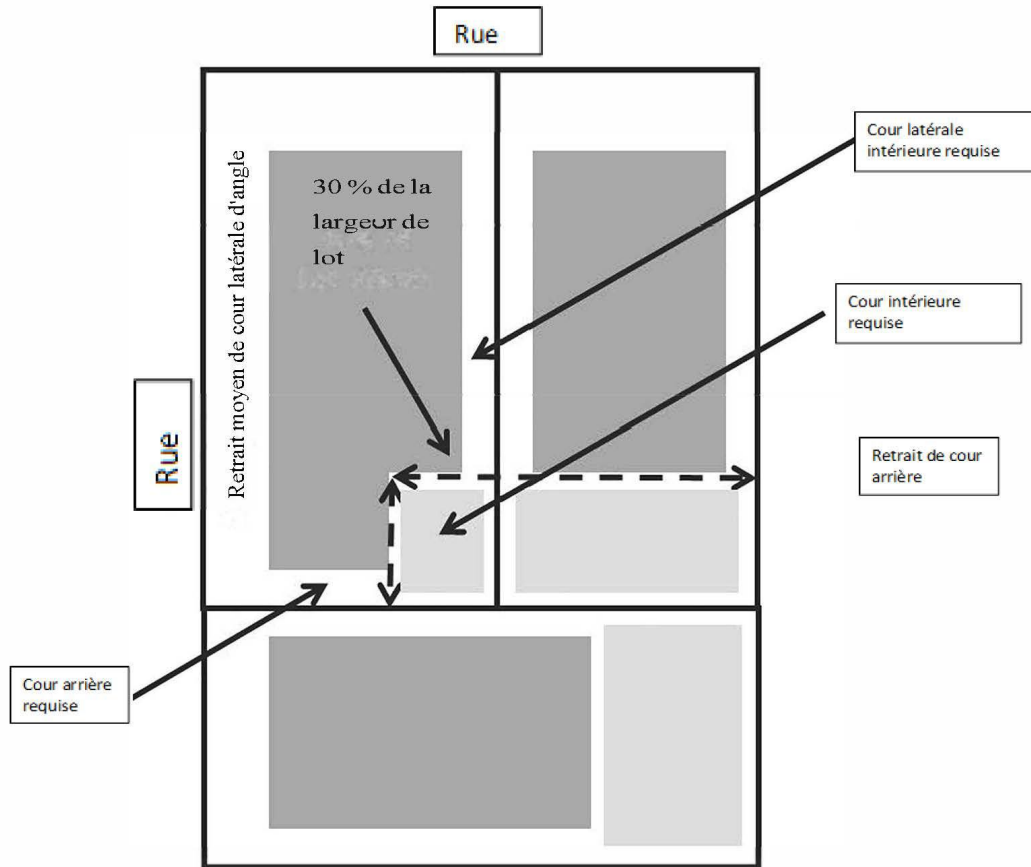 Rue
Cour latérale
intérieure requise
Retrait moyen de cour latérale d'angle
30 % de la
largeur de
lot
Cour intérieure
requise
Rue
Retrait de cour
arrière
Cour arrière
requise